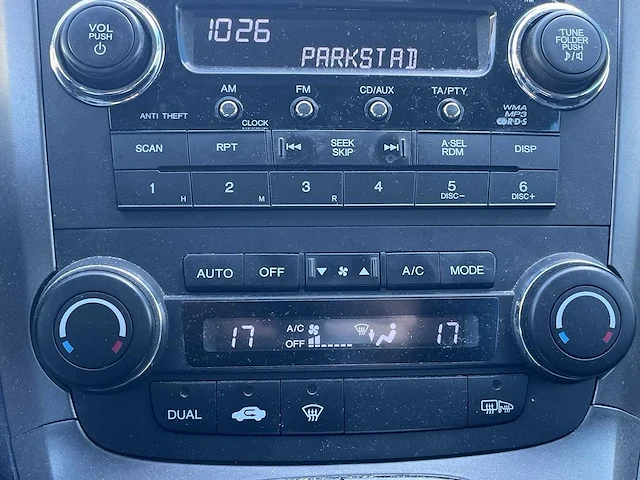 VOL
PUSH
10:26
PARKSTAD
TUNE
FOLDER
PUSH
AM
FM
CD/AUX
TA/PTY
ANTI THEFT
CLOCK
WMA
MP3
R·D·S
SCAN
RPT
SEEK
SKIP
A-SEL
RDM
DISP
1
H
2
M
3
R
4
5
DISC-
6
DISC+
AUTO
OFF
A/C
MODE
17
A/C
OFF
17
DUAL